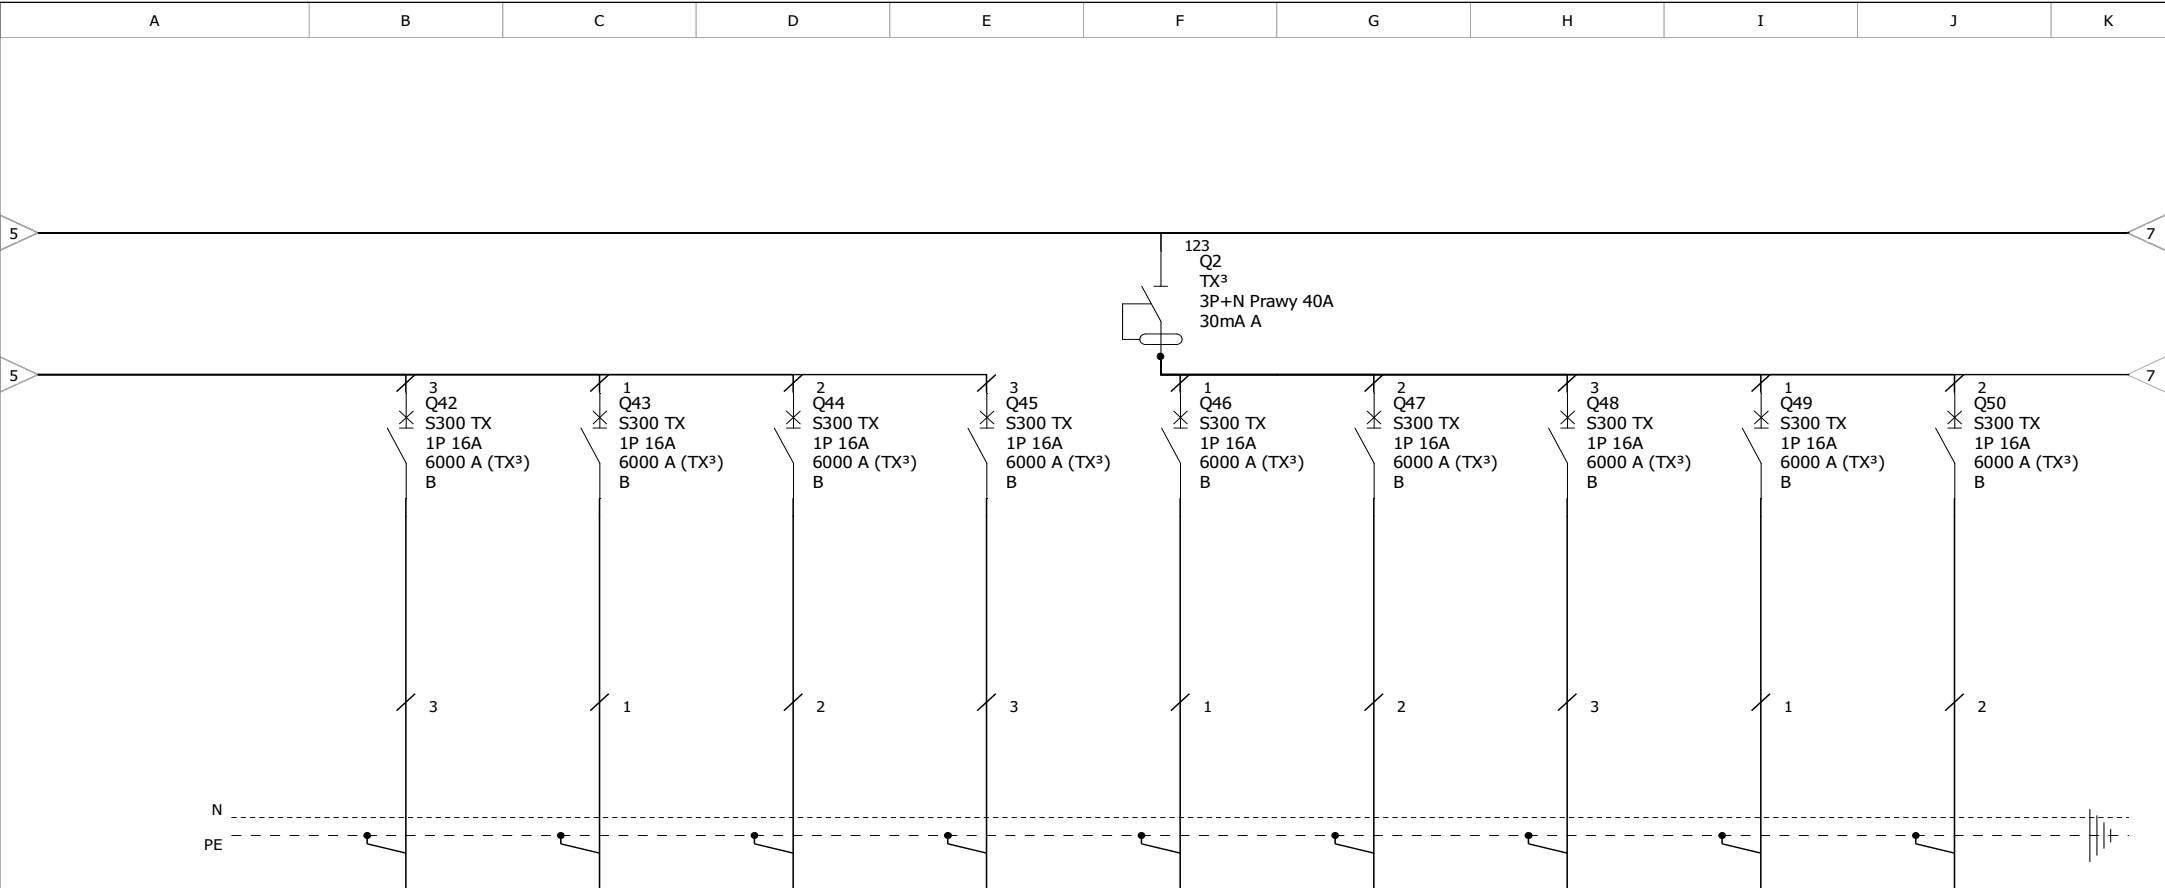 A B C D E F G H I J K
5 7
123
Q2
TX³
3P+N Prawy 40A
30mA A
5 7
3 1 2 3 1 2 3 1 2
Q42 Q43 Q44 Q45 Q46 Q47 Q48 Q49 Q50
S300 TX S300 TX S300 TX S300 TX S300 TX S300 TX S300 TX S300 TX S300 TX
1P 16A 1P 16A 1P 16A 1P 16A 1P 16A 1P 16A 1P 16A 1P 16A 1P 16A
6000 A (TX³) 6000 A (TX³) 6000 A (TX³) 6000 A (TX³) 6000 A (TX³) 6000 A (TX³) 6000 A (TX³) 6000 A (TX³) 6000 A (TX³)
B B B B B B B B B
3 1 2 3 1 2 3 1 2
N
PE